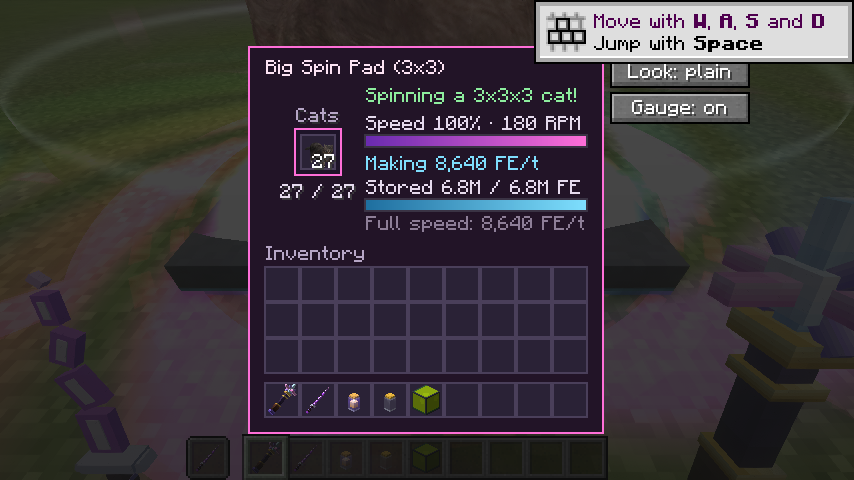 Move with W, A, S and D
Jump with Space
Big Spin Pad (3x3)
Look: plain
Spinning a 3x3x3 cat!
Gauge: on
Cats
Speed 100% · 180 RPM
27
Making 8,640 FE/t
27 / 27
Stored 6.8M / 6.8M FE
Full speed: 8,640 FE/t
Inventory